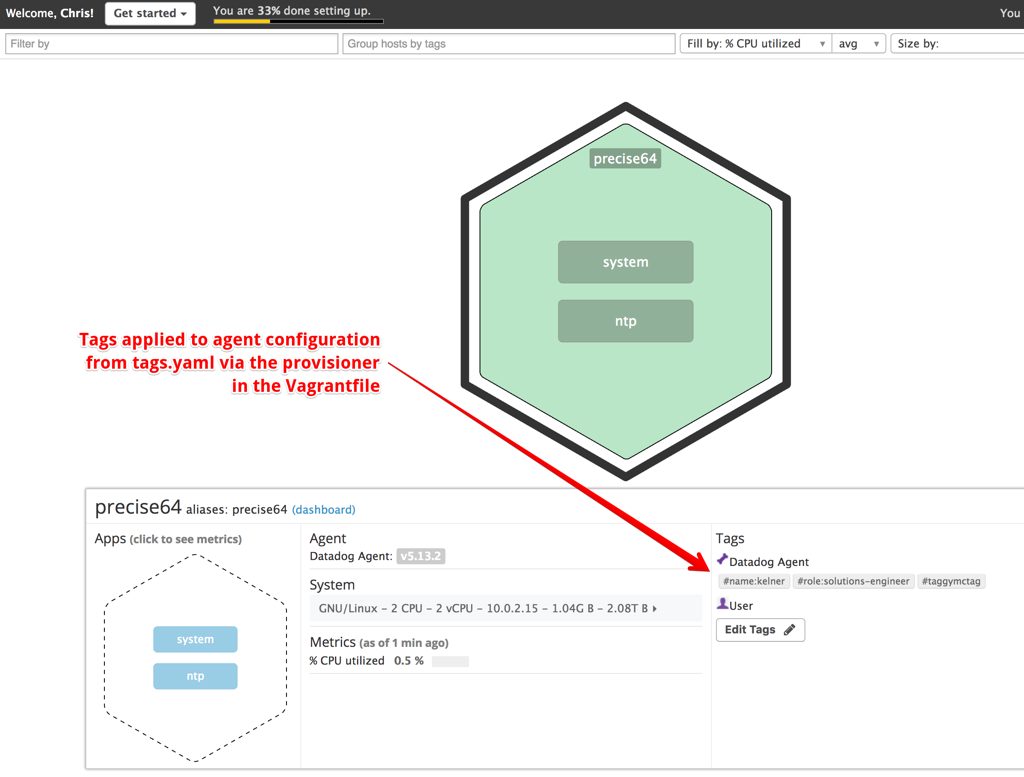 Welcome, Chris! Get started You are 33% done setting up. You
Filter by Group hosts by tags Fill by: % CPU utilized avg Size by:
precise64
system
ntp
Tags applied to agent configuration
from tags.yaml via the provisioner
in the Vagrantfile
precise64 aliases: precise64 (dashboard)
Apps (click to see metrics)
system
ntp
Agent
Datadog Agent: v5.13.2
System
GNU/Linux – 2 CPU – 2 vCPU – 10.0.2.15 – 1.04G B – 2.08T B
Metrics (as of 1 min ago)
% CPU utilized 0.5 %
Tags
Datadog Agent
#name:kelner #role:solutions-engineer #taggymctag
User
Edit Tags